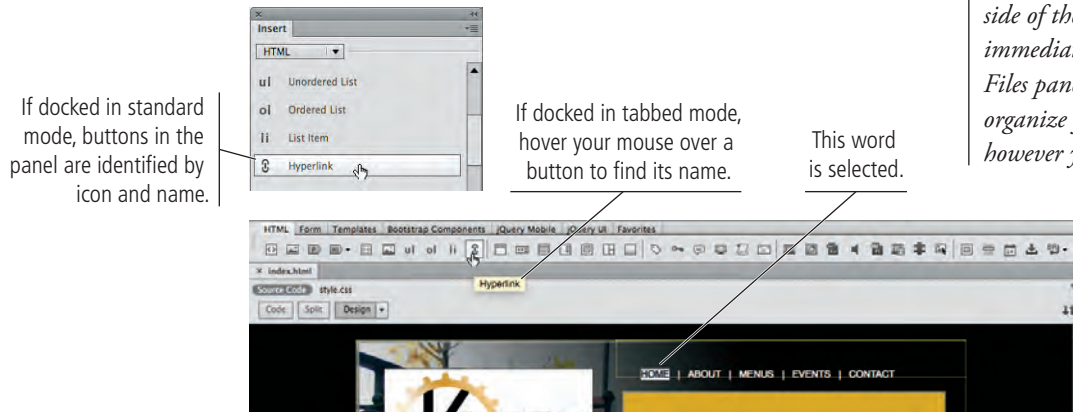 side of the
immedia
Files pan
organize
however
Insert
HTML
ul Unordered List
ol Ordered List
li List Item
Hyperlink
If docked in standard
mode, buttons in the
panel are identified by
icon and name.
If docked in tabbed mode,
hover your mouse over a
button to find its name.
This word
is selected.
HTML Form Templates Bootstrap Components jQuery Mobile jQuery UI Favorites
ul ol li
Hyperlink
× index.html
Source Code style.css
Code Split Design
HOME | ABOUT | MENUS | EVENTS | CONTACT